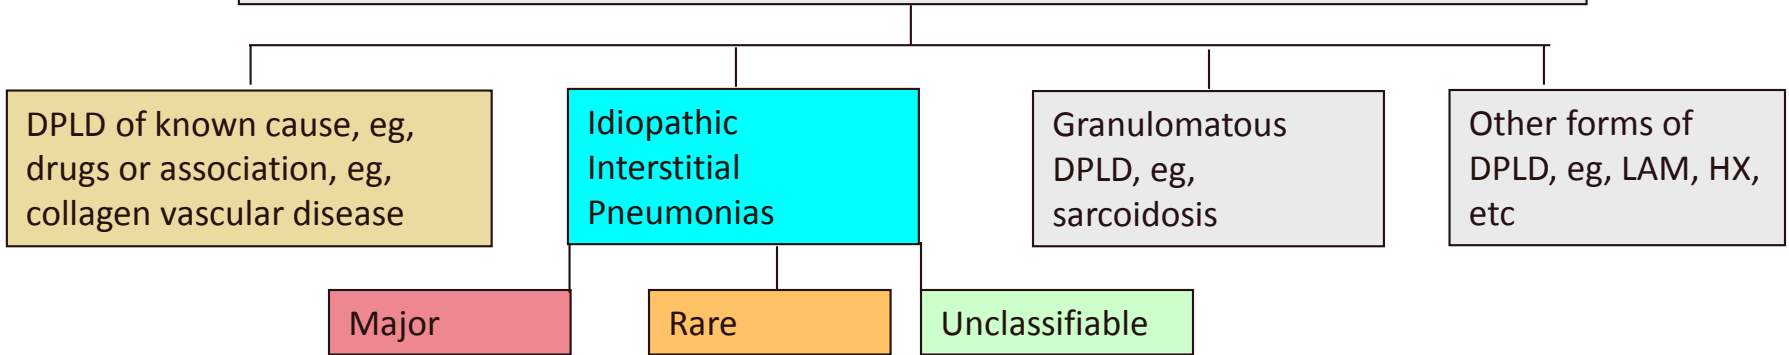 DPLD of known cause, eg,
drugs or association, eg,
collagen vascular disease
Idiopathic
Interstitial
Pneumonias
Granulomatous
DPLD, eg,
sarcoidosis
Other forms of
DPLD, eg, LAM, HX,
etc
Major
Rare
Unclassifiable